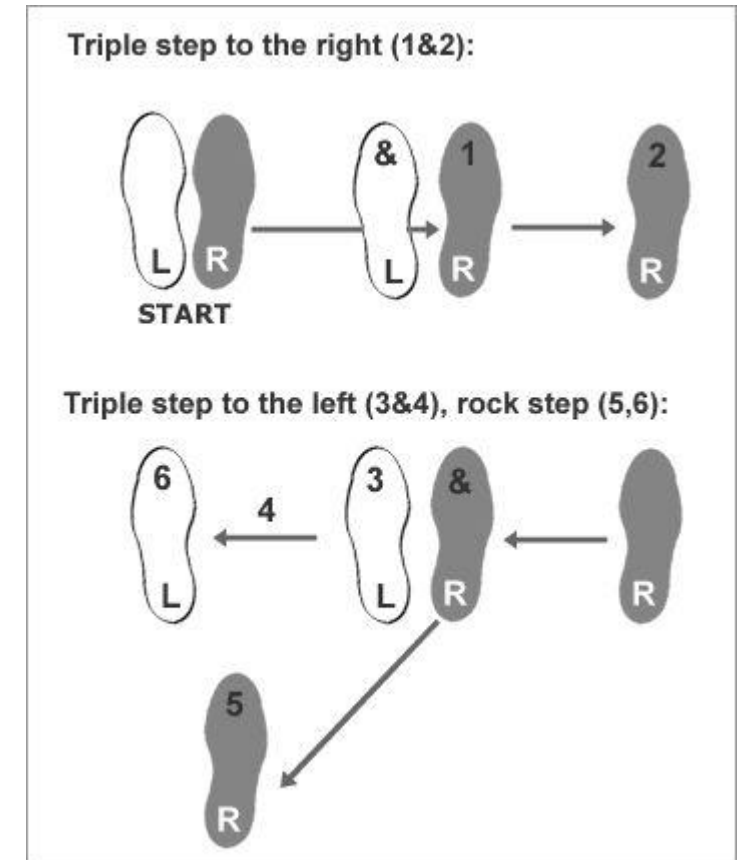 Triple step to the right (1&2):
& 1 2
L R L R R
START
Triple step to the left (3&4), rock step (5,6):
6 4 3 &
L L R R
5
R